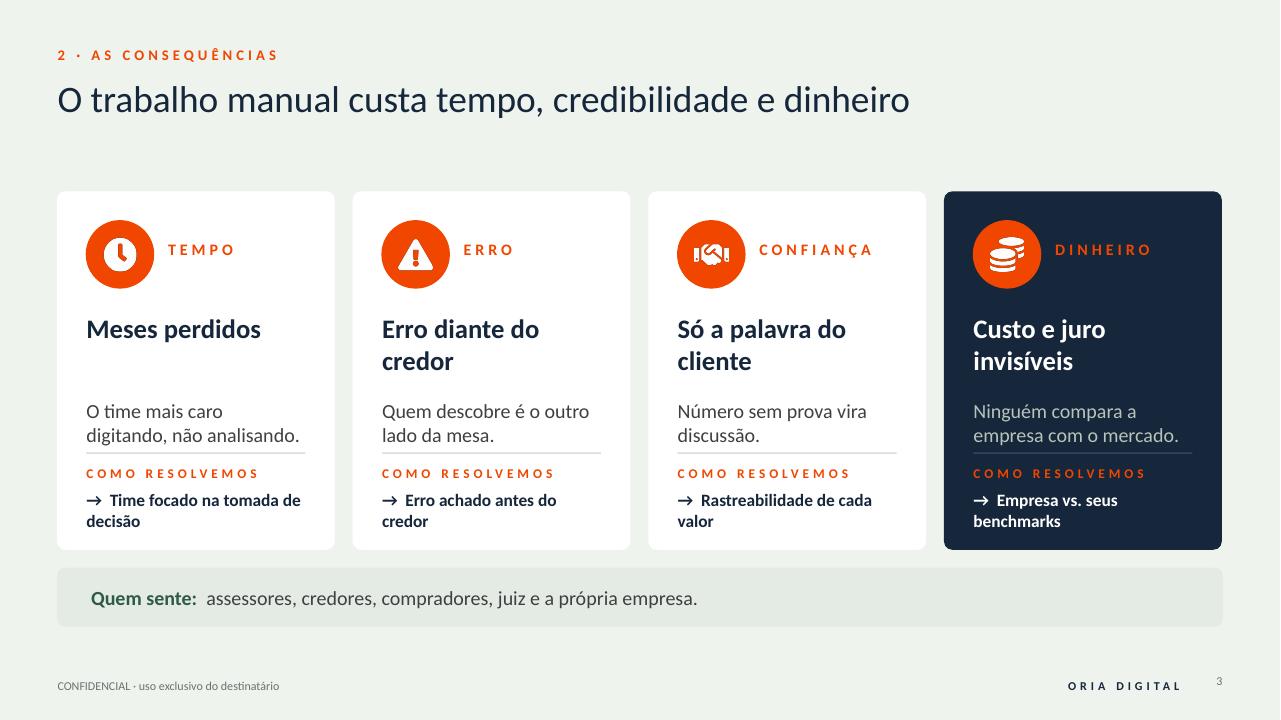 2 · AS CONSEQUÊNCIAS
O trabalho manual custa tempo, credibilidade e dinheiro
TEMPO
Meses perdidos
O time mais caro
digitando, não analisando.
COMO RESOLVEMOS
→ Time focado na tomada de
decisão
ERRO
Erro diante do
credor
Quem descobre é o outro
lado da mesa.
COMO RESOLVEMOS
→ Erro achado antes do
credor
CONFIANÇA
Só a palavra do
cliente
Número sem prova vira
discussão.
COMO RESOLVEMOS
→ Rastreabilidade de cada
valor
DINHEIRO
Custo e juro
invisíveis
Ninguém compara a
empresa com o mercado.
COMO RESOLVEMOS
→ Empresa vs. seus
benchmarks
Quem sente: assessores, credores, compradores, juiz e a própria empresa.
CONFIDENCIAL · uso exclusivo do destinatário
ORIA DIGITAL
3